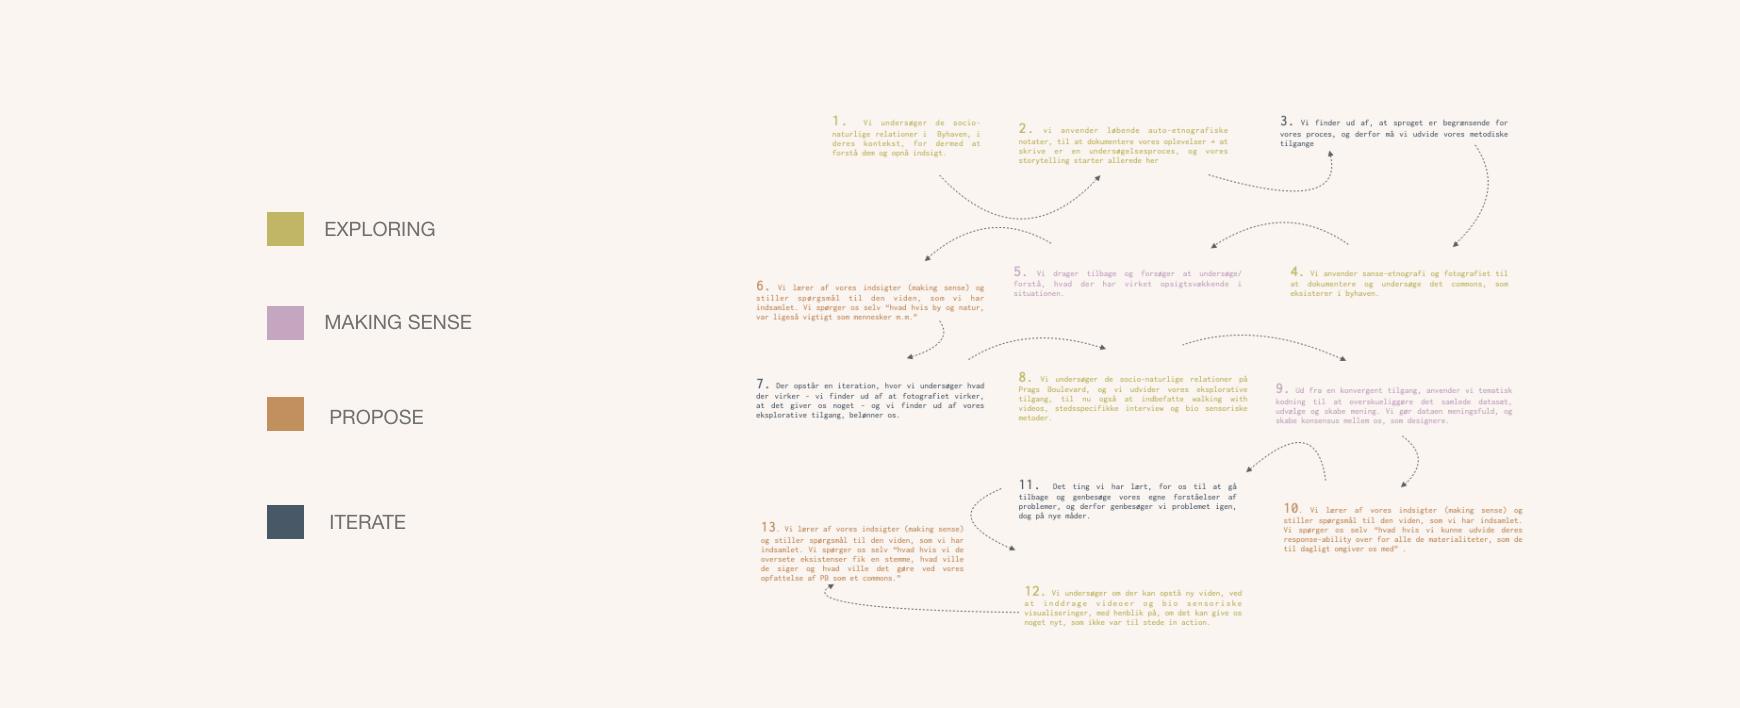 EXPLORING
MAKING SENSE
PROPOSE
ITERATE
1. Vi undersøger de socio-
naturlige relationer i Byhaven, i
deres kontekst, for dermed at
forstå dem og opnå indsigt.
2. vi anvender løbende auto-etnografiske
notater, til at dokumentere vores oplevelser + at
skrive er en undersøgelsesproces, og vores
storytelling starter allerede her
3. Vi finder ud af, at sproget er begrænsende for
vores proces, og derfor må vi udvide vores metodiske
tilgange
4. Vi anvender sanse-etnografi og fotografiet til
at dokumentere og undersøge det commons, som
eksisterer i byhaven.
5. Vi drager tilbage og forsøger at undersøge/
forstå, hvad der har virket opsigtsvækkende i
situationen.
6. Vi lærer af vores indsigter (making sense) og
stiller spørgsmål til den viden, som vi har
indsamlet. Vi spørger os selv "hvad hvis by og natur,
var ligeså vigtigt som mennesker m.m."
7. Der opstår en iteration, hvor vi undersøger hvad
der virker - vi finder ud af at fotografiet virker,
at det giver os noget - og vi finder ud af vores
eksplorative tilgang, belønner os.
8. Vi undersøger de socio-naturlige relationer på
Prags Boulevard, og vi udvider vores eksplorative
tilgang, til nu også at indbefatte walking with
videos, stedsspecifikke interview og bio sensoriske
metoder.
9. Ud fra en konvergent tilgang, anvender vi tematisk
kodning til at overskueliggøre det samlede datasæt,
udvælge og skabe mening. Vi gør dataen meningsfuld, og
skabe konsensus mellem os, som designere.
10. Vi lærer af vores indsigter (making sense) og
stiller spørgsmål til den viden, som vi har indsamlet.
Vi spørger os selv "hvad hvis vi kunne udvide deres
response-ability over for alle de materialiteter, som de
til dagligt omgiver os med" .
11. Det ting vi har lært, for os til at gå
tilbage og genbesøge vores egne forståelser af
problemer, og derfor genbesøger vi problemet igen,
dog på nye måder.
12. Vi undersøger om der kan opstå ny viden, ved
at inddrage videoer og bio sensoriske
visualiseringer, med henblik på, om det kan give os
noget nyt, som ikke var til stede in action.
13. Vi lærer af vores indsigter (making sense)
og stiller spørgsmål til den viden, som vi har
indsamlet. Vi spørger os selv "hvad hvis vi de
oversete eksistenser fik en stemme, hvad ville
de siger og hvad ville det gøre ved vores
opfattelse af PB som et commons."